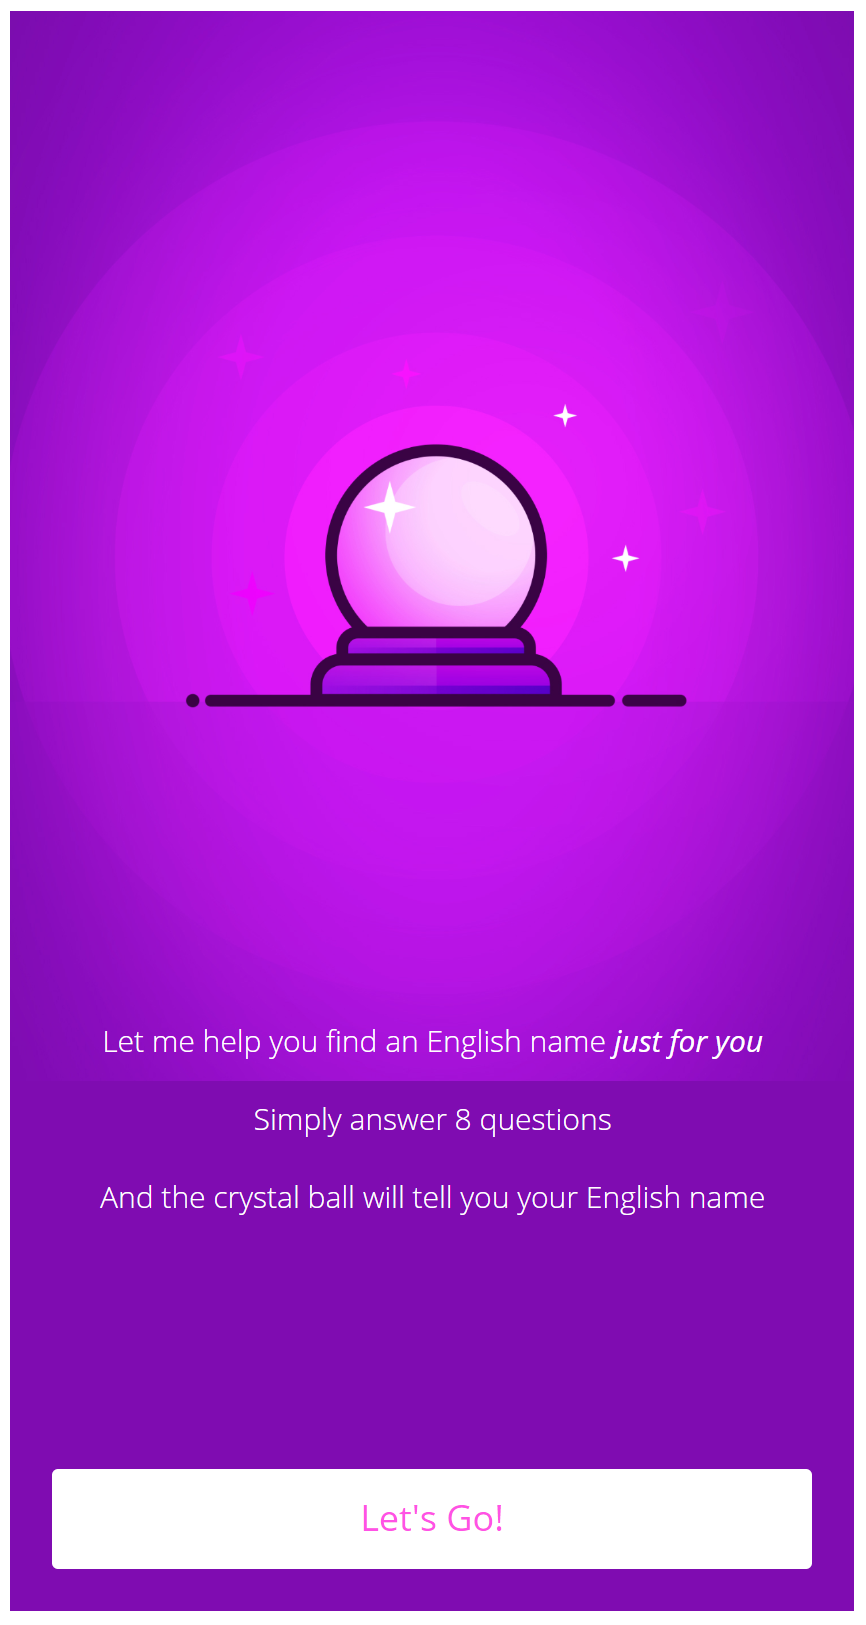 Let me help you find an English name just for you
Simply answer 8 questions
And the crystal ball will tell you your English name
Let's Go!